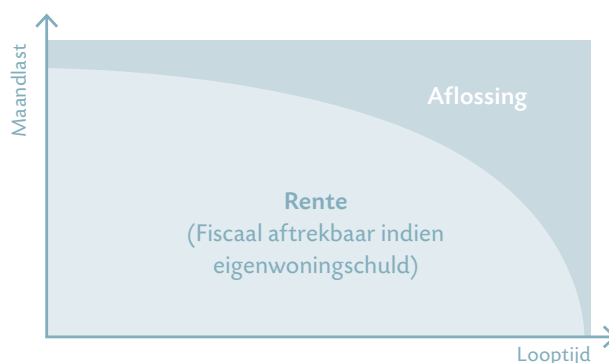 Maandlast
Aflossing
Rente
(Fiscaal aftrekbaar indien
eigenwoningschuld)
Looptijd